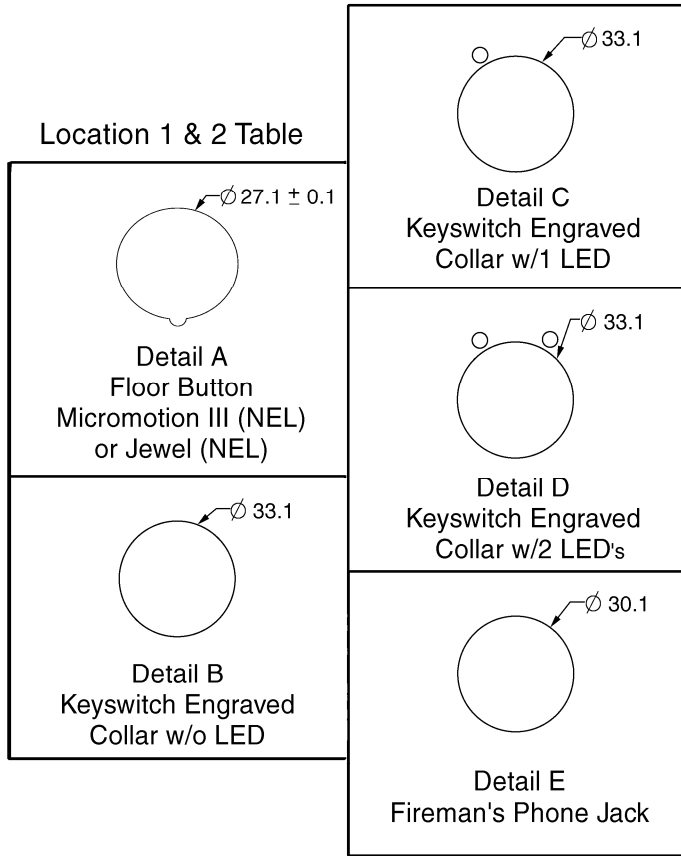 Location 1 & 2 Table
∅ 27.1 ± 0.1
Detail A
Floor Button
Micromotion III (NEL)
or Jewel (NEL)
∅ 33.1
Detail B
Keyswitch Engraved
Collar w/o LED
∅ 33.1
Detail C
Keyswitch Engraved
Collar w/1 LED
∅ 33.1
Detail D
Keyswitch Engraved
Collar w/2 LED's
∅ 30.1
Detail E
Fireman's Phone Jack